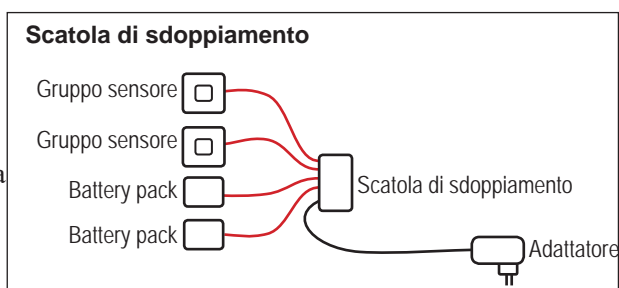 Scatola di sdoppiamento
Gruppo sensore
Gruppo sensore
a
Battery pack
Scatola di sdoppiamento
Battery pack
Adattatore